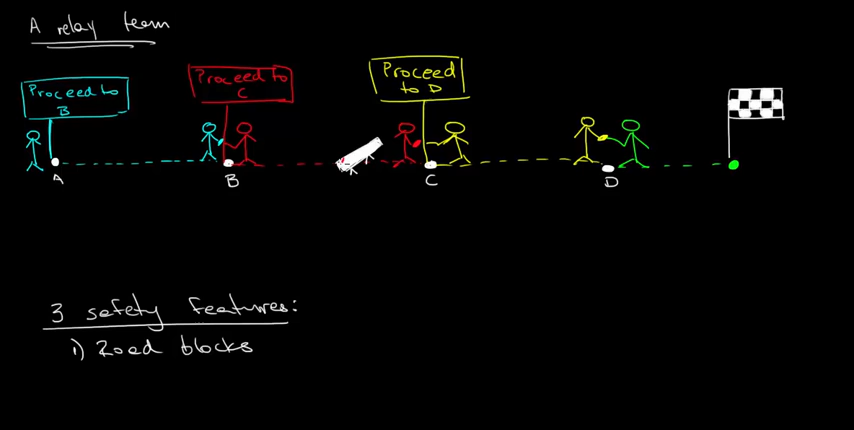 A relay team
Proceed to
B
Proceed to
C
Proceed
to D
A
B
C
D
3 safety features:
1) Road blocks